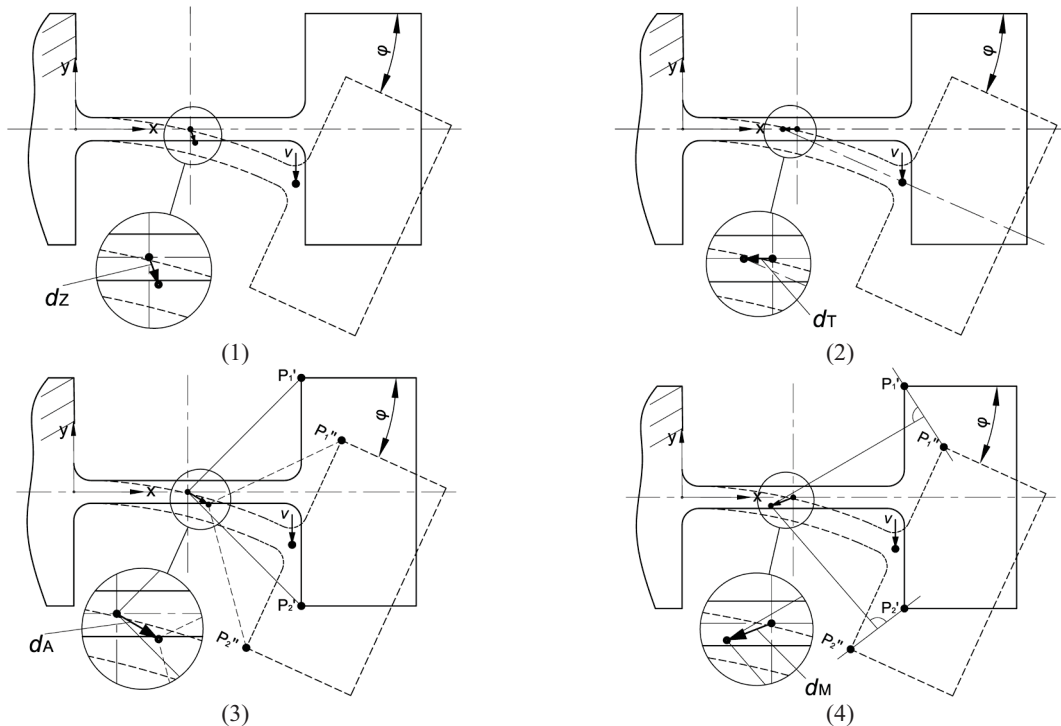 φ
y
x
v
dZ
(1)
φ
y
x
v
dT
(2)
P₁'
φ
P₁"
y
x
v
P₂'
dA
P₂"
(3)
P₁'
φ
P₁"
y
x
v
P₂'
P₂"
dM
(4)